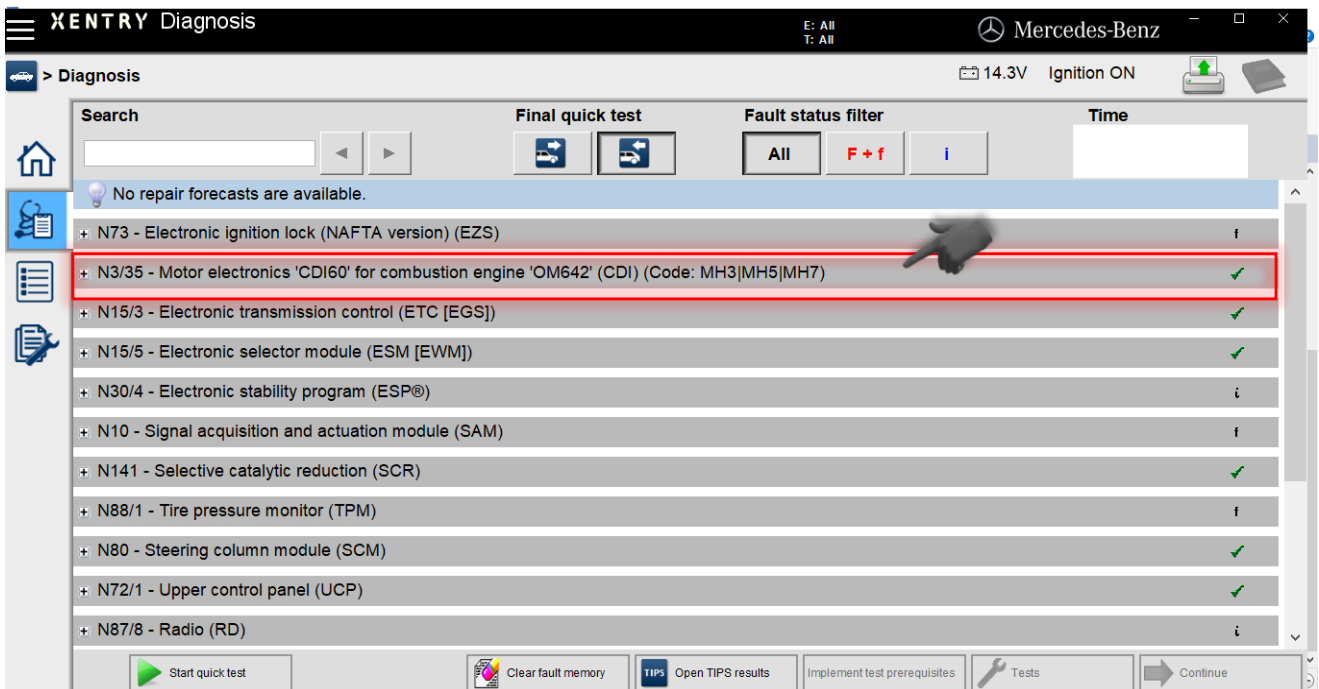 XENTRY Diagnosis
E: All
T: All
Mercedes-Benz
> Diagnosis
14.3V Ignition ON
Search
Final quick test
Fault status filter
Time
All
F + f
i
No repair forecasts are available.
+ N73 - Electronic ignition lock (NAFTA version) (EZS) f
+ N3/35 - Motor electronics 'CDI60' for combustion engine 'OM642' (CDI) (Code: MH3|MH5|MH7) ✓
+ N15/3 - Electronic transmission control (ETC [EGS]) ✓
+ N15/5 - Electronic selector module (ESM [EWM]) ✓
+ N30/4 - Electronic stability program (ESP®) i
+ N10 - Signal acquisition and actuation module (SAM) f
+ N141 - Selective catalytic reduction (SCR) ✓
+ N88/1 - Tire pressure monitor (TPM) f
+ N80 - Steering column module (SCM) ✓
+ N72/1 - Upper control panel (UCP) ✓
+ N87/8 - Radio (RD) i
Start quick test
Clear fault memory
TIPS Open TIPS results
Implement test prerequisites
Tests
Continue